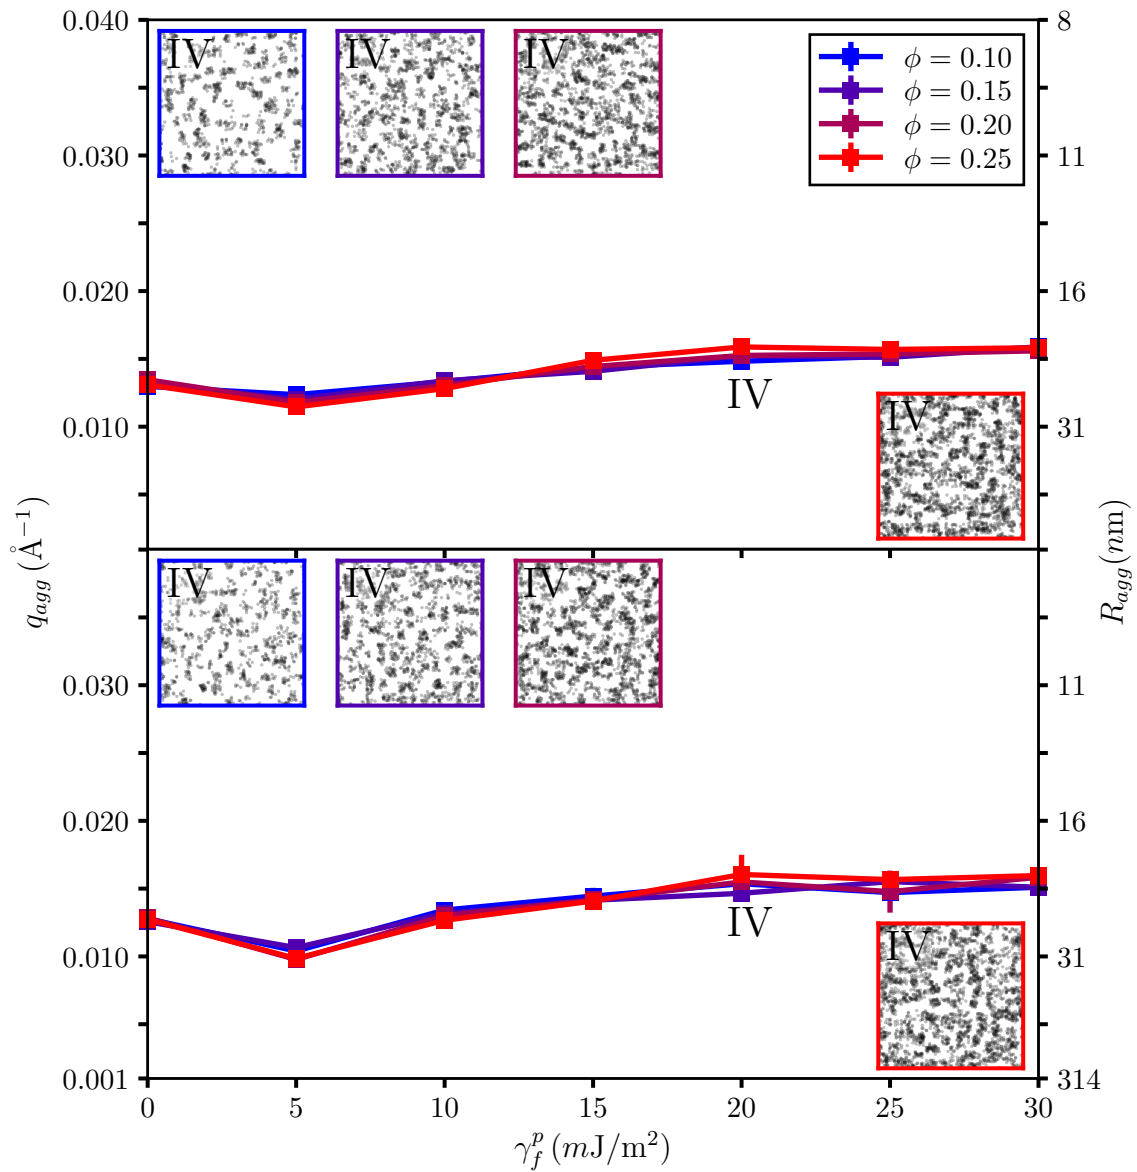 0.040
0.030
0.020
0.010
8
11
16
31
IV
IV
IV
ϕ = 0.10
ϕ = 0.15
ϕ = 0.20
ϕ = 0.25
IV
IV
IV
IV
IV
IV
IV
0.030
0.020
0.010
0.001
11
16
31
314
0 5 10 15 20 25 30
q_agg (Å⁻¹)
R_agg (nm)
γ_f^p (mJ/m²)